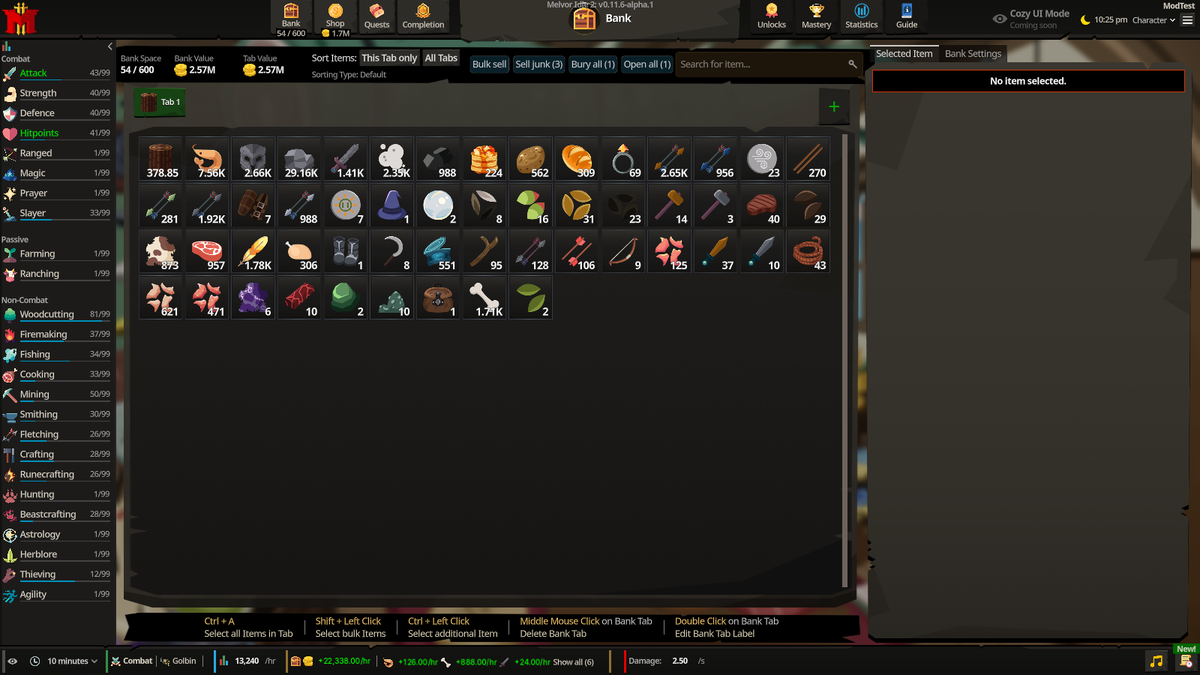 Melvor Idle 2: v0.11.6-alpha.1
Bank
54 / 600
Shop
1.7M
Quests
Completion
Bank
Unlocks
Mastery
Statistics
Guide
Cozy UI Mode
Coming soon
10:25 pm
ModTest
Character
Combat
Attack 43/99
Strength 40/99
Defence 40/99
Hitpoints 41/99
Ranged 1/99
Magic 1/99
Prayer 1/99
Slayer 33/99
Passive
Farming 1/99
Ranching 1/99
Non-Combat
Woodcutting 81/99
Firemaking 37/99
Fishing 34/99
Cooking 33/99
Mining 50/99
Smithing 30/99
Fletching 26/99
Crafting 28/99
Runecrafting 26/99
Hunting 1/99
Beastcrafting 28/99
Astrology 1/99
Herblore 1/99
Thieving 12/99
Agility 1/99
Bank Space
54 / 600
Bank Value
2.57M
Tab Value
2.57M
Sort Items: This Tab only All Tabs
Sorting Type: Default
Bulk sell Sell junk (3) Bury all (1) Open all (1)
Search for item...
Tab 1
+
378.85 7.56K 2.66K 29.16K 1.41K 2.35K 988 224 562 309 69 2.65K 956 23 270
281 1.92K 7 988 7 1 2 8 16 31 23 14 3 40 29
873 957 1.78K 306 1 8 551 95 128 106 9 125 37 10 43
621 471 6 10 2 10 1 1.71K 2
Selected Item Bank Settings
No item selected.
Ctrl + A
Select all Items in Tab
Shift + Left Click
Select bulk Items
Ctrl + Left Click
Select additional Item
Middle Mouse Click on Bank Tab
Delete Bank Tab
Double Click on Bank Tab
Edit Bank Tab Label
10 minutes
Combat
Golbin
13,240 /hr
+22,338.00/hr
+126.00/hr
+888.00/hr
+24.00/hr
Show all (6)
Damage: 2.50 /s
New!